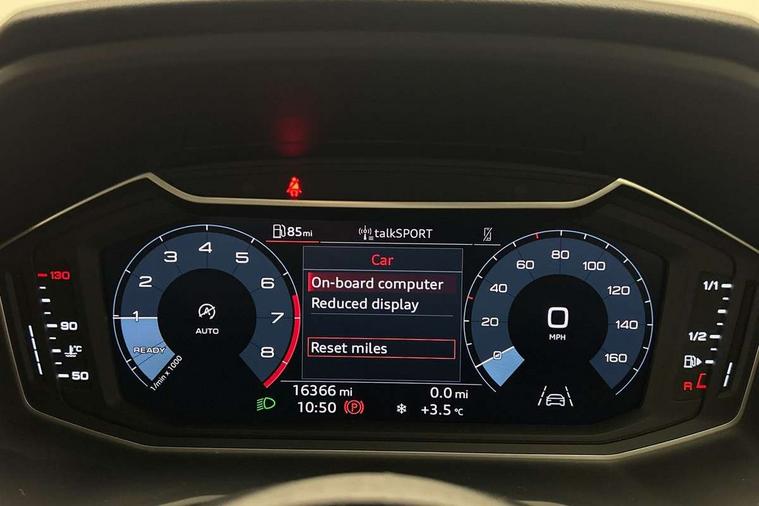 85mi
talkSPORT
Car
On-board computer
Reduced display
Reset miles
16366 mi
0.0 mi
10:50
(P)
+3.5 °C
1
2
3
4
5
6
7
8
AUTO
READY
1/min x 1000
0
20
40
60
80
100
120
140
160
0
MPH
130
90
°C
50
1/1
1/2
R